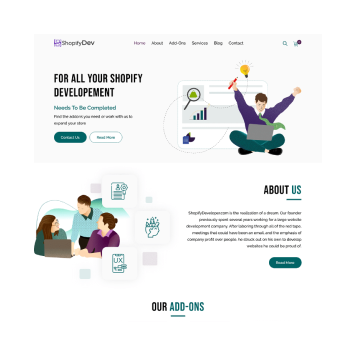 ShopifyDev
Home About Add-Ons Services Blog Contact
FOR ALL YOUR SHOPIFY
DEVELOPEMENT
Needs To Be Completed
Find the add-ons you need or work with us to
expand your store
Contact Us Read More
ABOUT US
ShopifyDeveloper.com is the realization of a dream. Our founder
previously spent several years working for a large website
development company. After laboring through all of the red tape,
meetings that could have been an email, and the emphasis of
company profit over people, he struck out on his own to develop
websites he could be proud of.
Read More
UX
OUR ADD-ONS